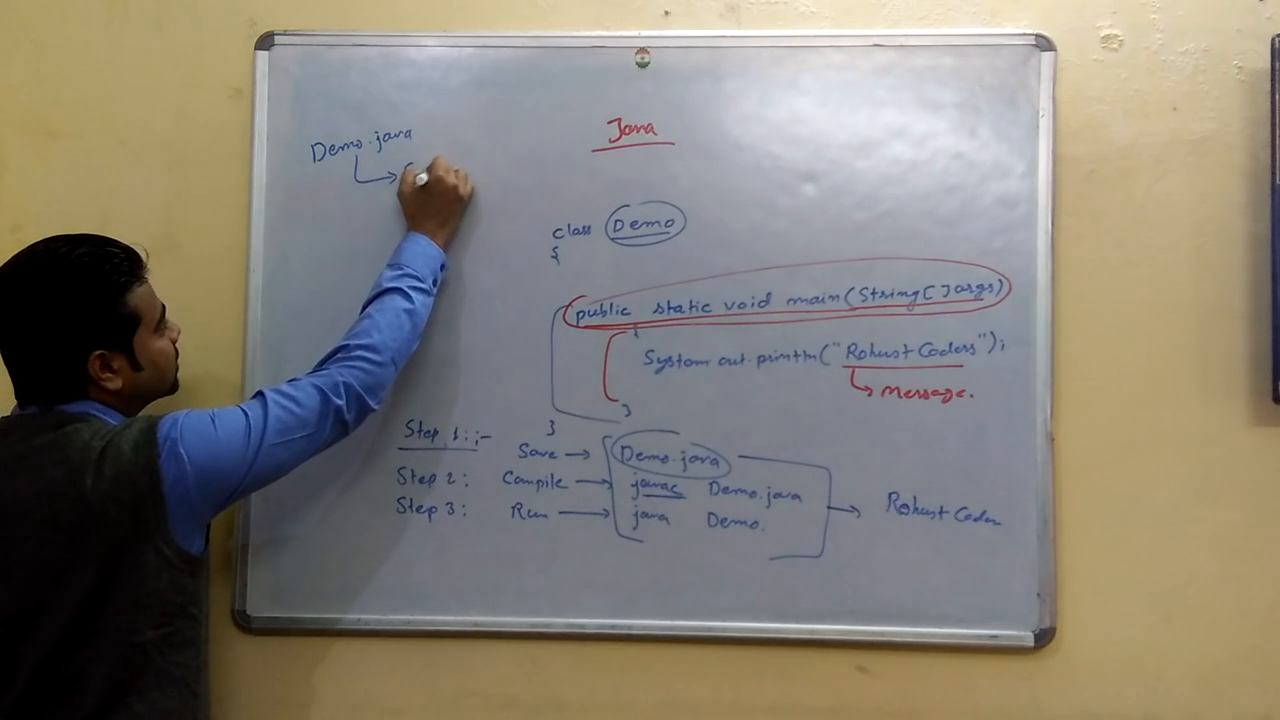 Java
Demo.java
class Demo
{
public static void main(String[] args)
{
System.out.println("Robust Coders");
message.
}
}
Step 1:-
Save → Demo.java
Step 2: Compile → javac Demo.java
Step 3: Run → java Demo.
→ Robust Coder